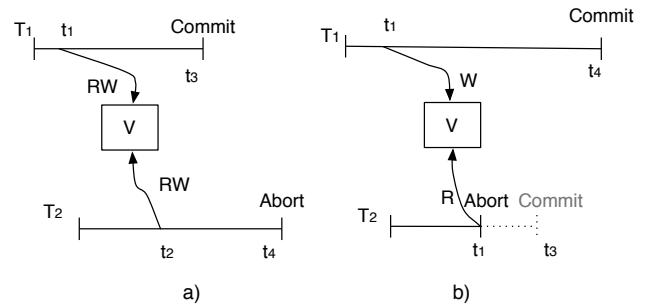 T1 t1 Commit
t3
RW
V
RW
T2 Abort
t2 t4
a)
T1 t1 Commit
t4
W
V
R Abort Commit
T2
t1 t3
b)